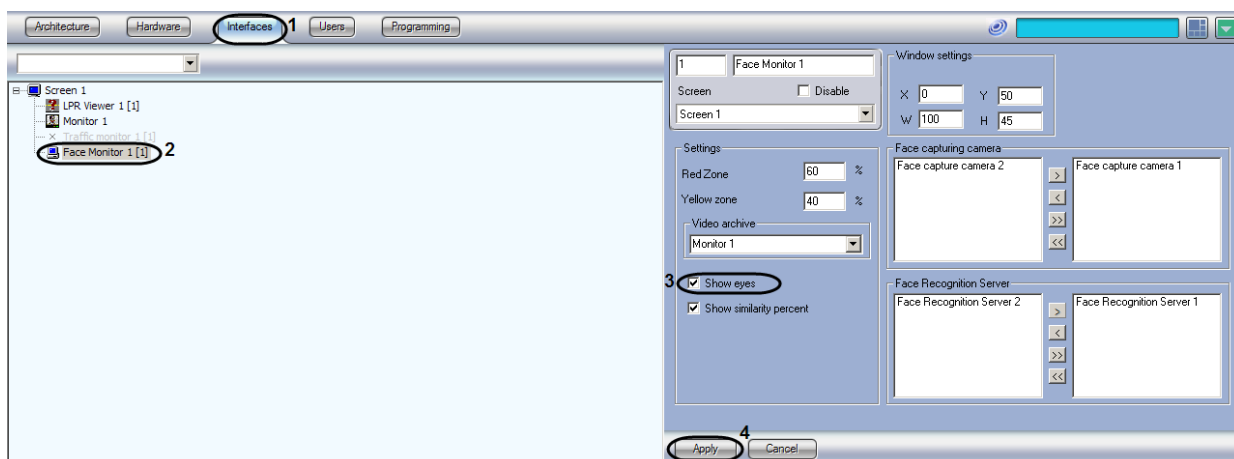 Architecture Hardware Interfaces 1 Users Programming
Screen 1
LPR Viewer 1 [1]
Monitor 1
Traffic monitor 1 [1]
Face Monitor 1 [1] 2
1 Face Monitor 1
Screen Disable
Screen 1
Window settings
X 0 Y 50
W 100 H 45
Settings
Red Zone 60 %
Yellow zone 40 %
Video archive
Monitor 1
3 Show eyes
Show similarity percent
Face capturing camera
Face capture camera 2 > Face capture camera 1
<
>>
<<
Face Recognition Server
Face Recognition Server 2 > Face Recognition Server 1
<
>>
<<
Apply 4 Cancel